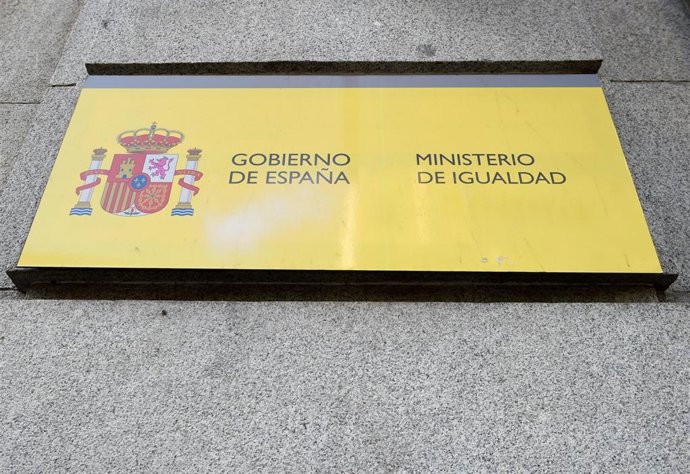 GOBIERNO
DE ESPAÑA
MINISTERIO
DE IGUALDAD